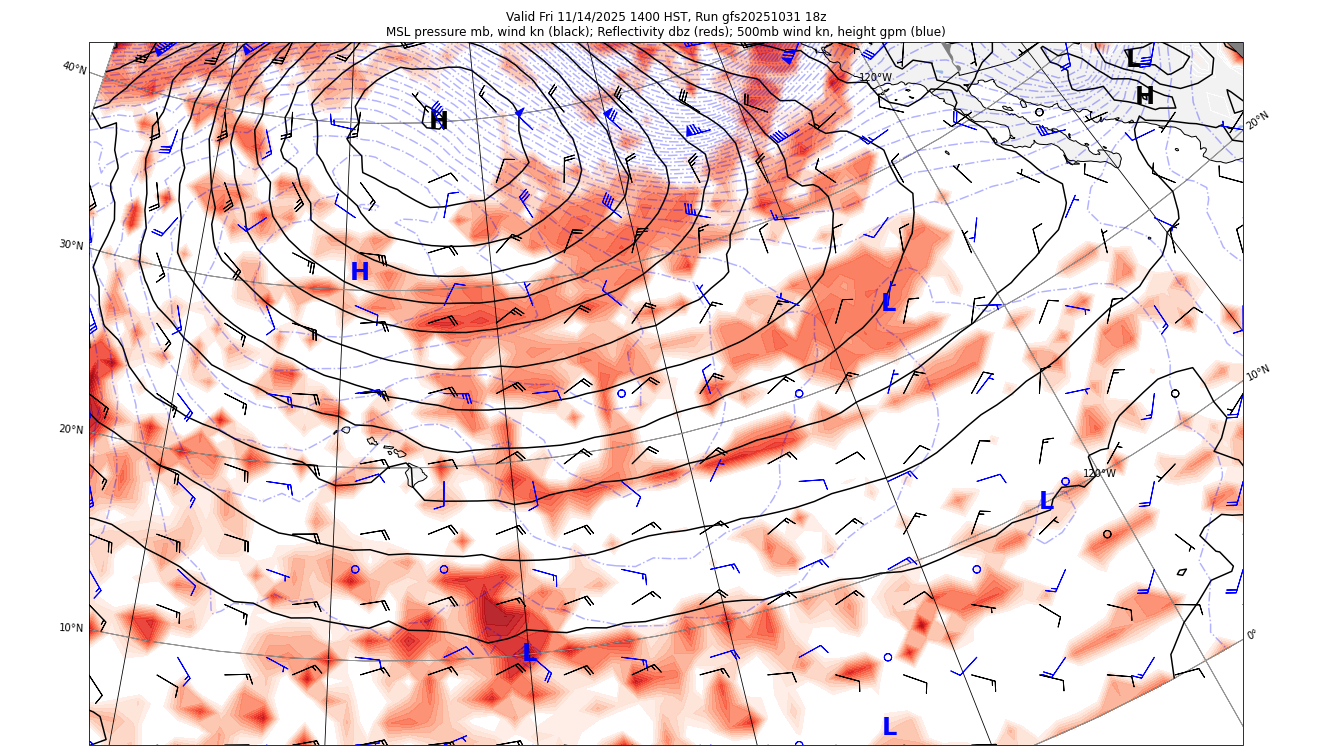 Valid Fri 11/14/2025 1400 HST, Run gfs20251031 18z
MSL pressure mb, wind kn (black); Reflectivity dbz (reds); 500mb wind kn, height gpm (blue)
L
40°N
120°W
H
H
20°N
30°N
H
L
10°N
20°N
120°W
L
10°N
0°
L
L